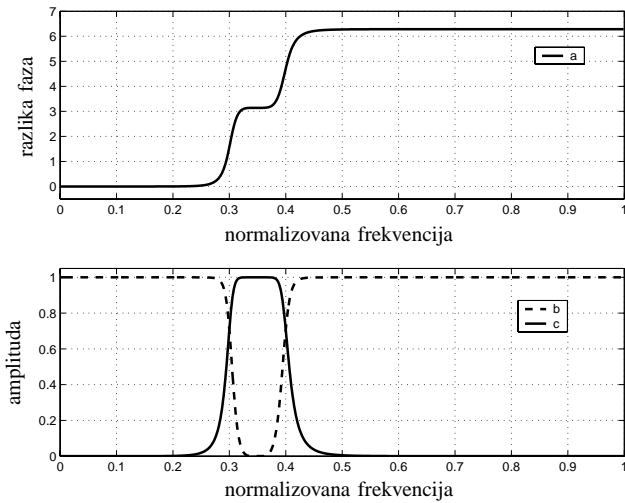 7
6
5
4
3
2
1
0
razlika faza
a
0 0.1 0.2 0.3 0.4 0.5 0.6 0.7 0.8 0.9 1
normalizovana frekvencija
1
0.8
0.6
0.4
0.2
0
amplituda
b
c
0 0.1 0.2 0.3 0.4 0.5 0.6 0.7 0.8 0.9 1
normalizovana frekvencija